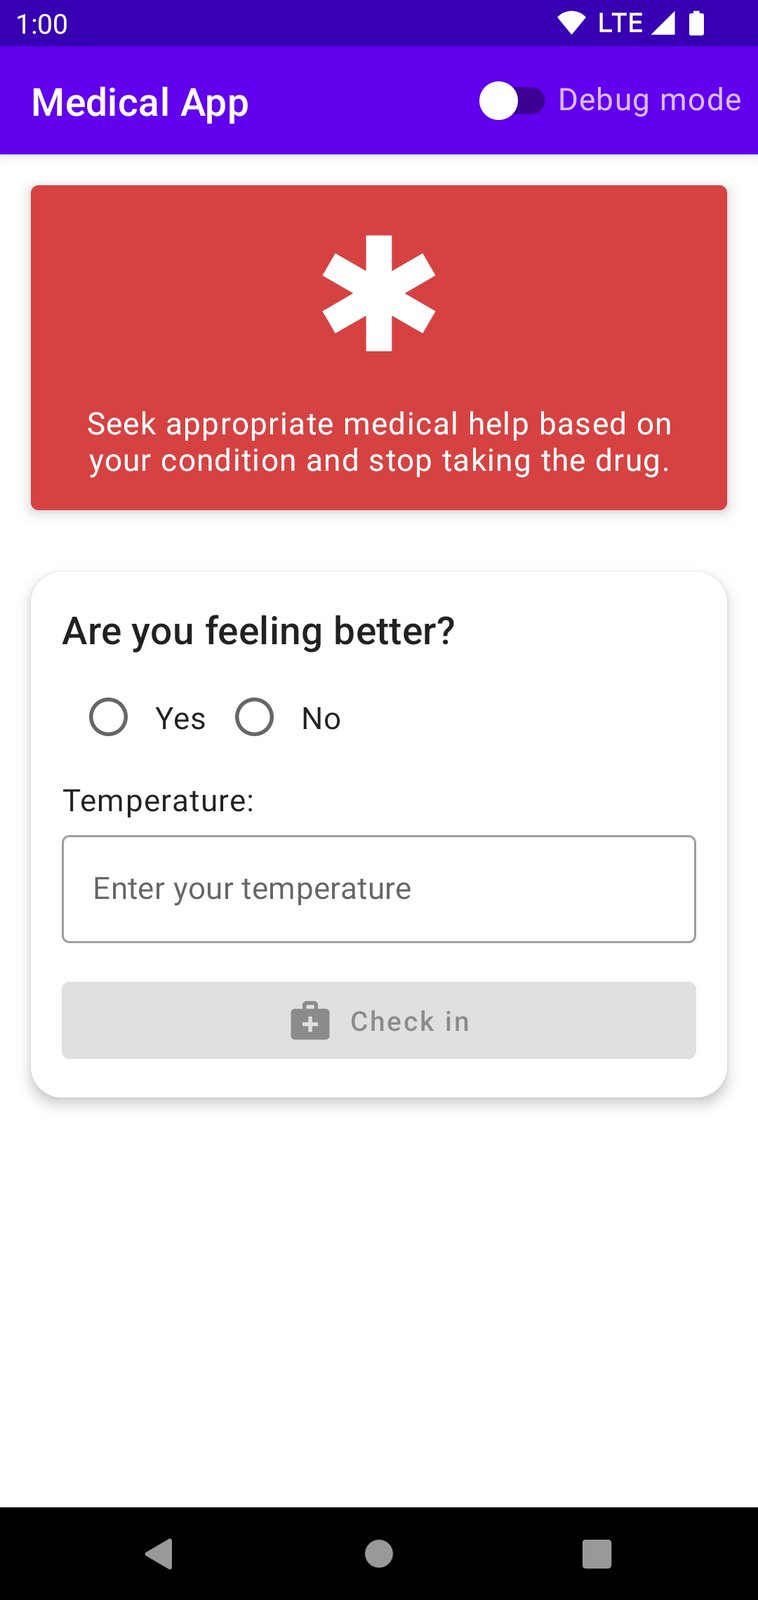 1:00 LTE
Medical App Debug mode
Seek appropriate medical help based on
your condition and stop taking the drug.
Are you feeling better?
Yes No
Temperature:
Enter your temperature
Check in